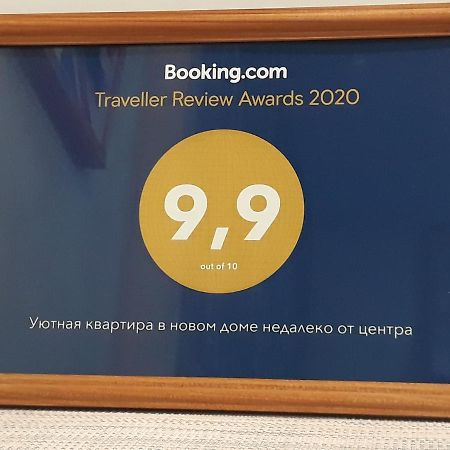 Booking.com
Traveller Review Awards 2020
9,9
out of 10
Уютная квартира в новом доме недалеко от центра